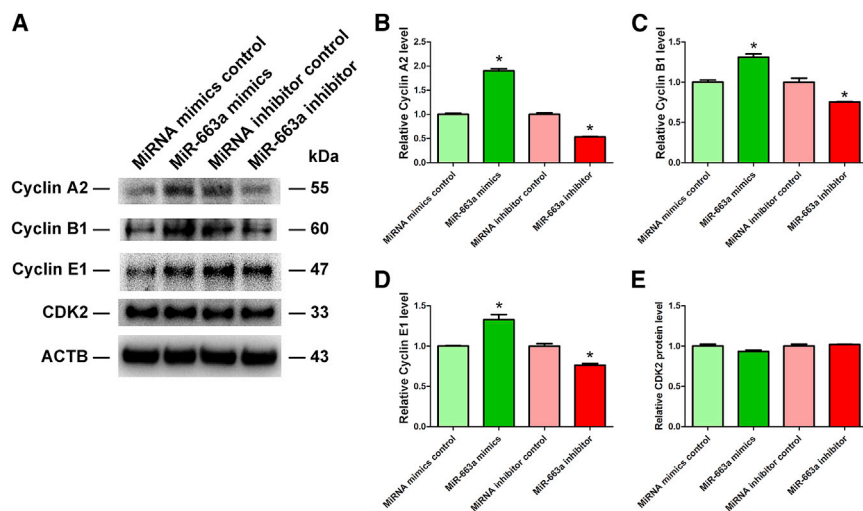 A
MiRNA mimics control
MiR-663a mimics
MiRNA inhibitor control
MiR-663a inhibitor
kDa
Cyclin A2 — — 55
Cyclin B1 — — 60
Cyclin E1 — — 47
CDK2 — — 33
ACTB — — 43
B
Relative Cyclin A2 level
2.5
2.0
1.5
1.0
0.5
0.0
*
*
MiRNA mimics control
MiR-663a mimics
MiRNA inhibitor control
MiR-663a inhibitor
C
Relative Cyclin B1 level
1.5
1.0
0.5
0.0
*
*
MiRNA mimics control
MiR-663a mimics
MiRNA inhibitor control
MiR-663a inhibitor
D
Relative Cyclin E1 level
1.5
1.0
0.5
0.0
*
*
MiRNA mimics control
MiR-663a mimics
MiRNA inhibitor control
MiR-663a inhibitor
E
Relative CDK2 protein level
1.5
1.0
0.5
0.0
MiRNA mimics control
MiR-663a mimics
MiRNA inhibitor control
MiR-663a inhibitor